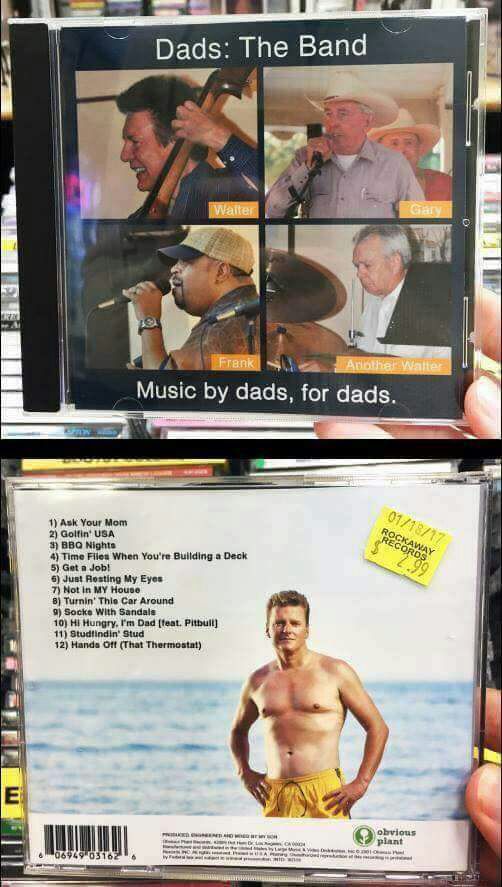 Dads: The Band
Walter
Gary
Frank
Another Walter
Music by dads, for dads.
1) Ask Your Mom
2) Golfin' USA
3) BBQ Nights
4) Time Flies When You're Building a Deck
5) Get a Job!
6) Just Resting My Eyes
7) Not in MY House
8) Turnin' This Car Around
9) Socks With Sandals
10) Hi Hungry, I'm Dad [feat. Pitbull]
11) Studfindin' Stud
12) Hands Off (That Thermostat)
01/18/17
ROCKAWAY
RECORDS
$ 2.99
E
PRODUCED, ENGINEERED AND MIXED BY MY SON
obvious
plant
6 06949 03162 6